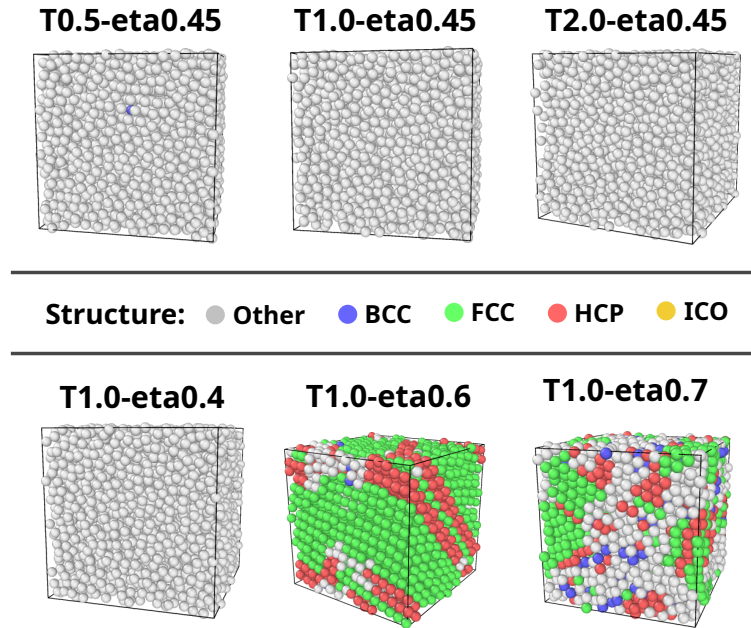 T0.5-eta0.45 T1.0-eta0.45 T2.0-eta0.45
Structure: Other BCC FCC HCP ICO
T1.0-eta0.4 T1.0-eta0.6 T1.0-eta0.7